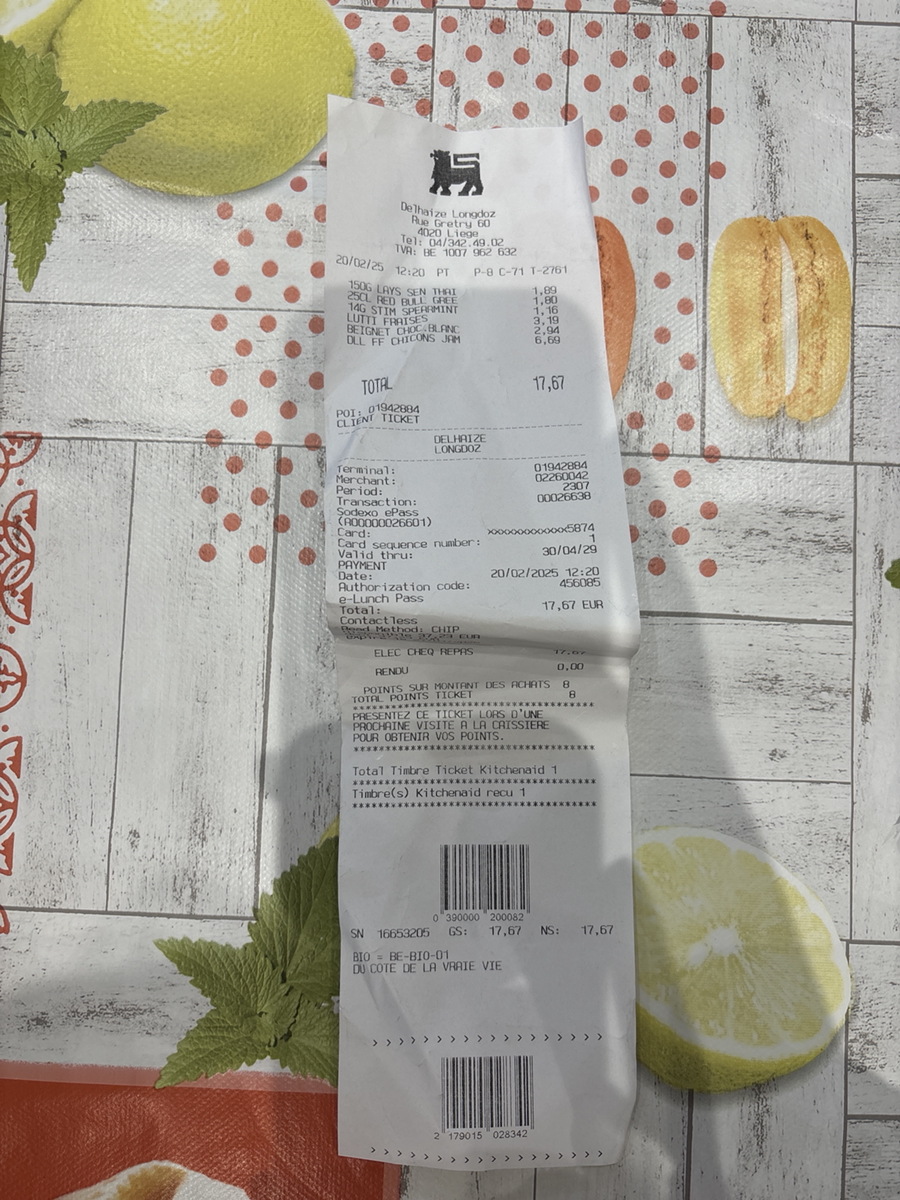 Delhaize Longdoz
Rue Gretry 60
4020 Liege
Tel: 04/342.49.02
TVA: BE 1007 962 632
20/02/25 12:20 PT P-8 C-71 T-2761
150G LAYS SEN THAI 1,89
25CL RED BULL GREE 1,80
14G STIM SPEARMINT 1,16
LUTTI FRAISES 3,19
BEIGNET CHOC.BLANC 2,94
DLL FF CHICONS JAM 6,69
TOTAL 17,67
POI: 01942884
CLIENT TICKET
DELHAIZE
LONGDOZ
Terminal: 01942884
Merchant: 02260042
Period: 2307
Transaction: 00026638
Sodexo ePass
(A00000026601)
Card: xxxxxxxxxxxx5874
Card sequence number: 1
Valid thru: 30/04/29
PAYMENT
Date: 20/02/2025 12:20
Authorization code: 456085
e-Lunch Pass
Total: 17,67 EUR
Contactless
Read Method: CHIP
EUR
ELEC CHEQ REPAS 17,67
RENDU 0,00
POINTS SUR MONTANT DES ACHATS 8
TOTAL POINTS TICKET 8
****************************************
PRESENTEZ CE TICKET LORS D'UNE
PROCHAINE VISITE A LA CAISSIERE
POUR OBTENIR VOS POINTS.
****************************************
Total Timbre Ticket Kitchenaid 1
****************************************
Timbre(s) Kitchenaid recu 1
****************************************
0 390000 200082
SN 16653205 GS: 17,67 NS: 17,67
BIO = BE-BIO-01
DU COTE DE LA VRAIE VIE
> > > > > > > > > > > > > > > > >
2 179015 028342
> > > > > > > > > > > > > > > > >